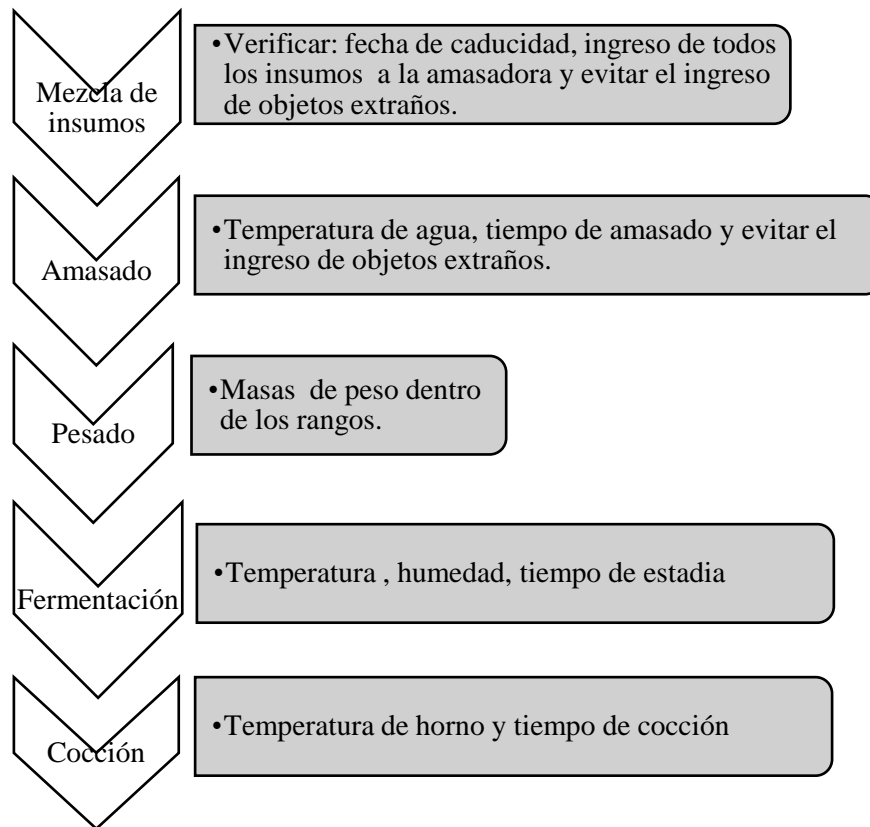 Mezcla de
insumos
•Verificar: fecha de caducidad, ingreso de todos
los insumos a la amasadora y evitar el ingreso
de objetos extraños.
Amasado
•Temperatura de agua, tiempo de amasado y evitar el
ingreso de objetos extraños.
Pesado
•Masas de peso dentro
de los rangos.
Fermentación
•Temperatura , humedad, tiempo de estadia
Cocción
•Temperatura de horno y tiempo de cocción